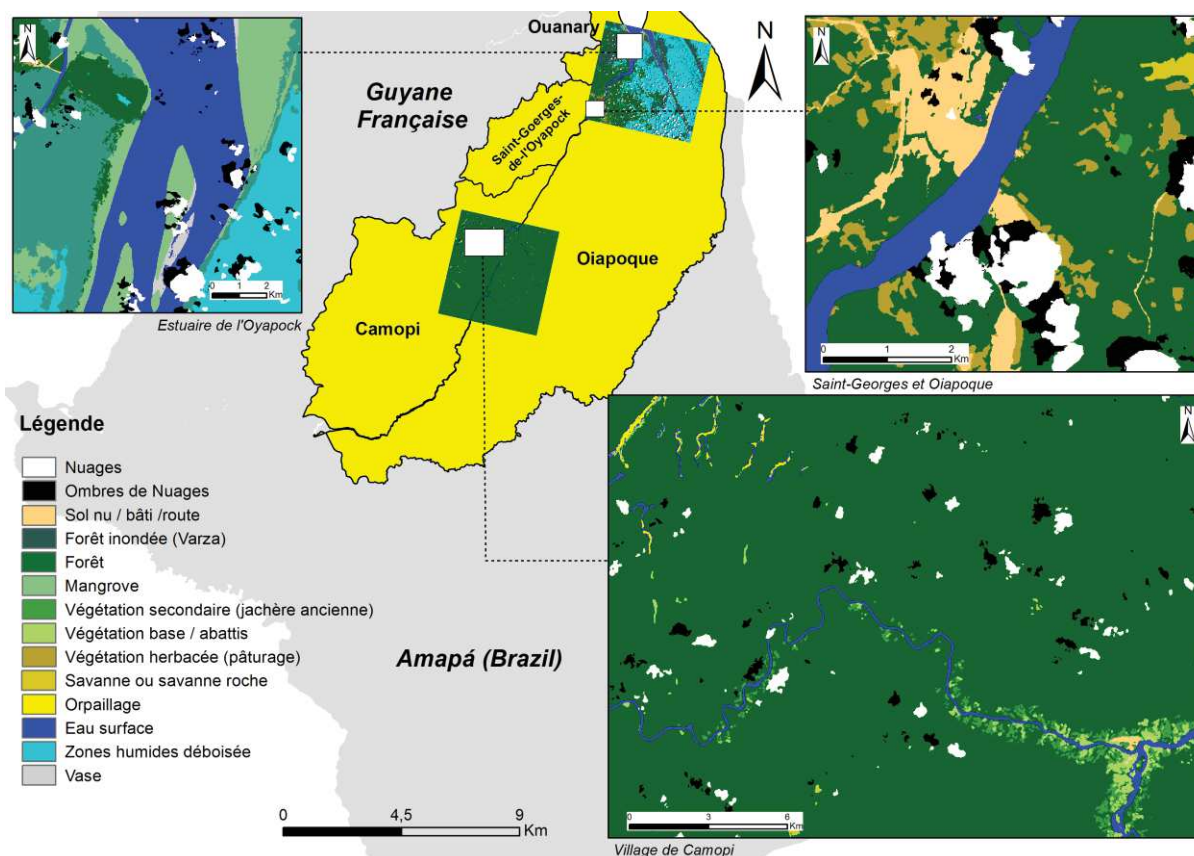 N
Estuaire de l'Oyapock
0 1 2
Km
Ouanary
Guyane
Française
Saint-Goerges-
de-l'Oyapock
N
Camopi
Oiapoque
Amapá (Brazil)
0 4,5 9
Km
N
0 1 2
Km
Saint-Georges et Oiapoque
Légende
Nuages
Ombres de Nuages
Sol nu / bâti /route
Forêt inondée (Varza)
Forêt
Mangrove
Végétation secondaire (jachère ancienne)
Végétation base / abattis
Végétation herbacée (pâturage)
Savanne ou savanne roche
Orpaillage
Eau surface
Zones humides déboisée
Vase
N
0 3 6
Km
Village de Camopi